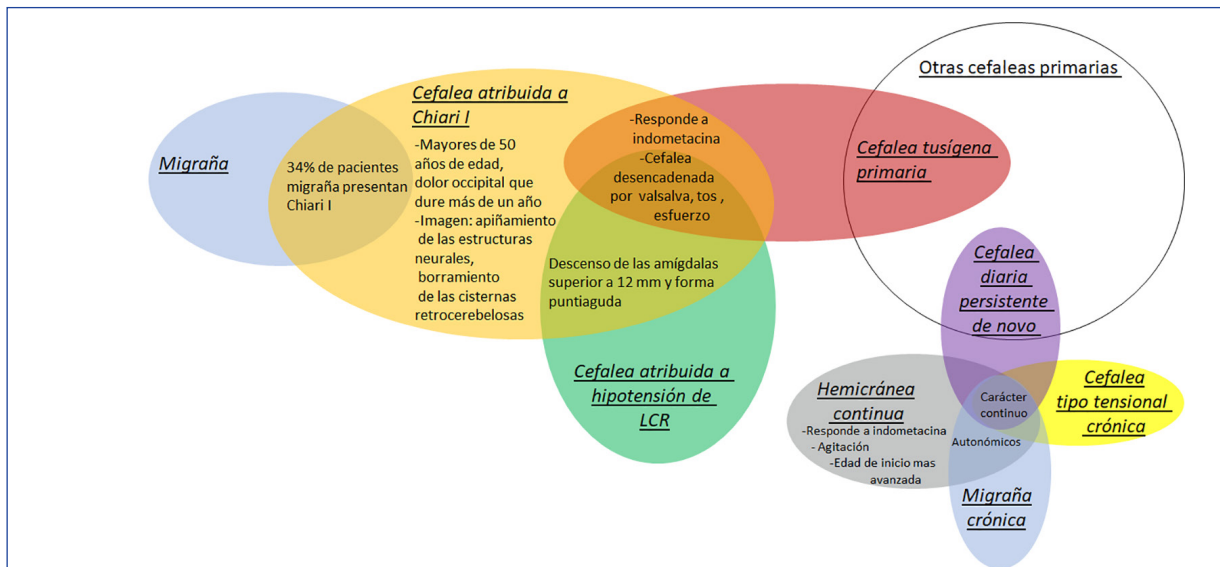 Otras cefaleas primarias
Migraña
34% de pacientes
migraña presentan
Chiari I
Cefalea atribuida a
Chiari I
-Mayores de 50
años de edad,
dolor occipital que
dure más de un año
-Imagen: apiñamiento
de las estructuras
neurales,
borramiento
de las cisternas
retrocerebelosas
-Responde a
indometacina
-Cefalea
desencadenada
por valsalva, tos ,
esfuerzo
Cefalea tusígena
primaria
Descenso de las amígdalas
superior a 12 mm y forma
puntiaguda
Cefalea atribuida a
hipotensión de
LCR
Cefalea
diaria
persistente
de novo
Hemicránea
continua
-Responde a indometacina
- Agitación
-Edad de inicio mas
avanzada
Carácter
continuo
Autonómicos
Cefalea
tipo tensional
crónica
Migraña
crónica